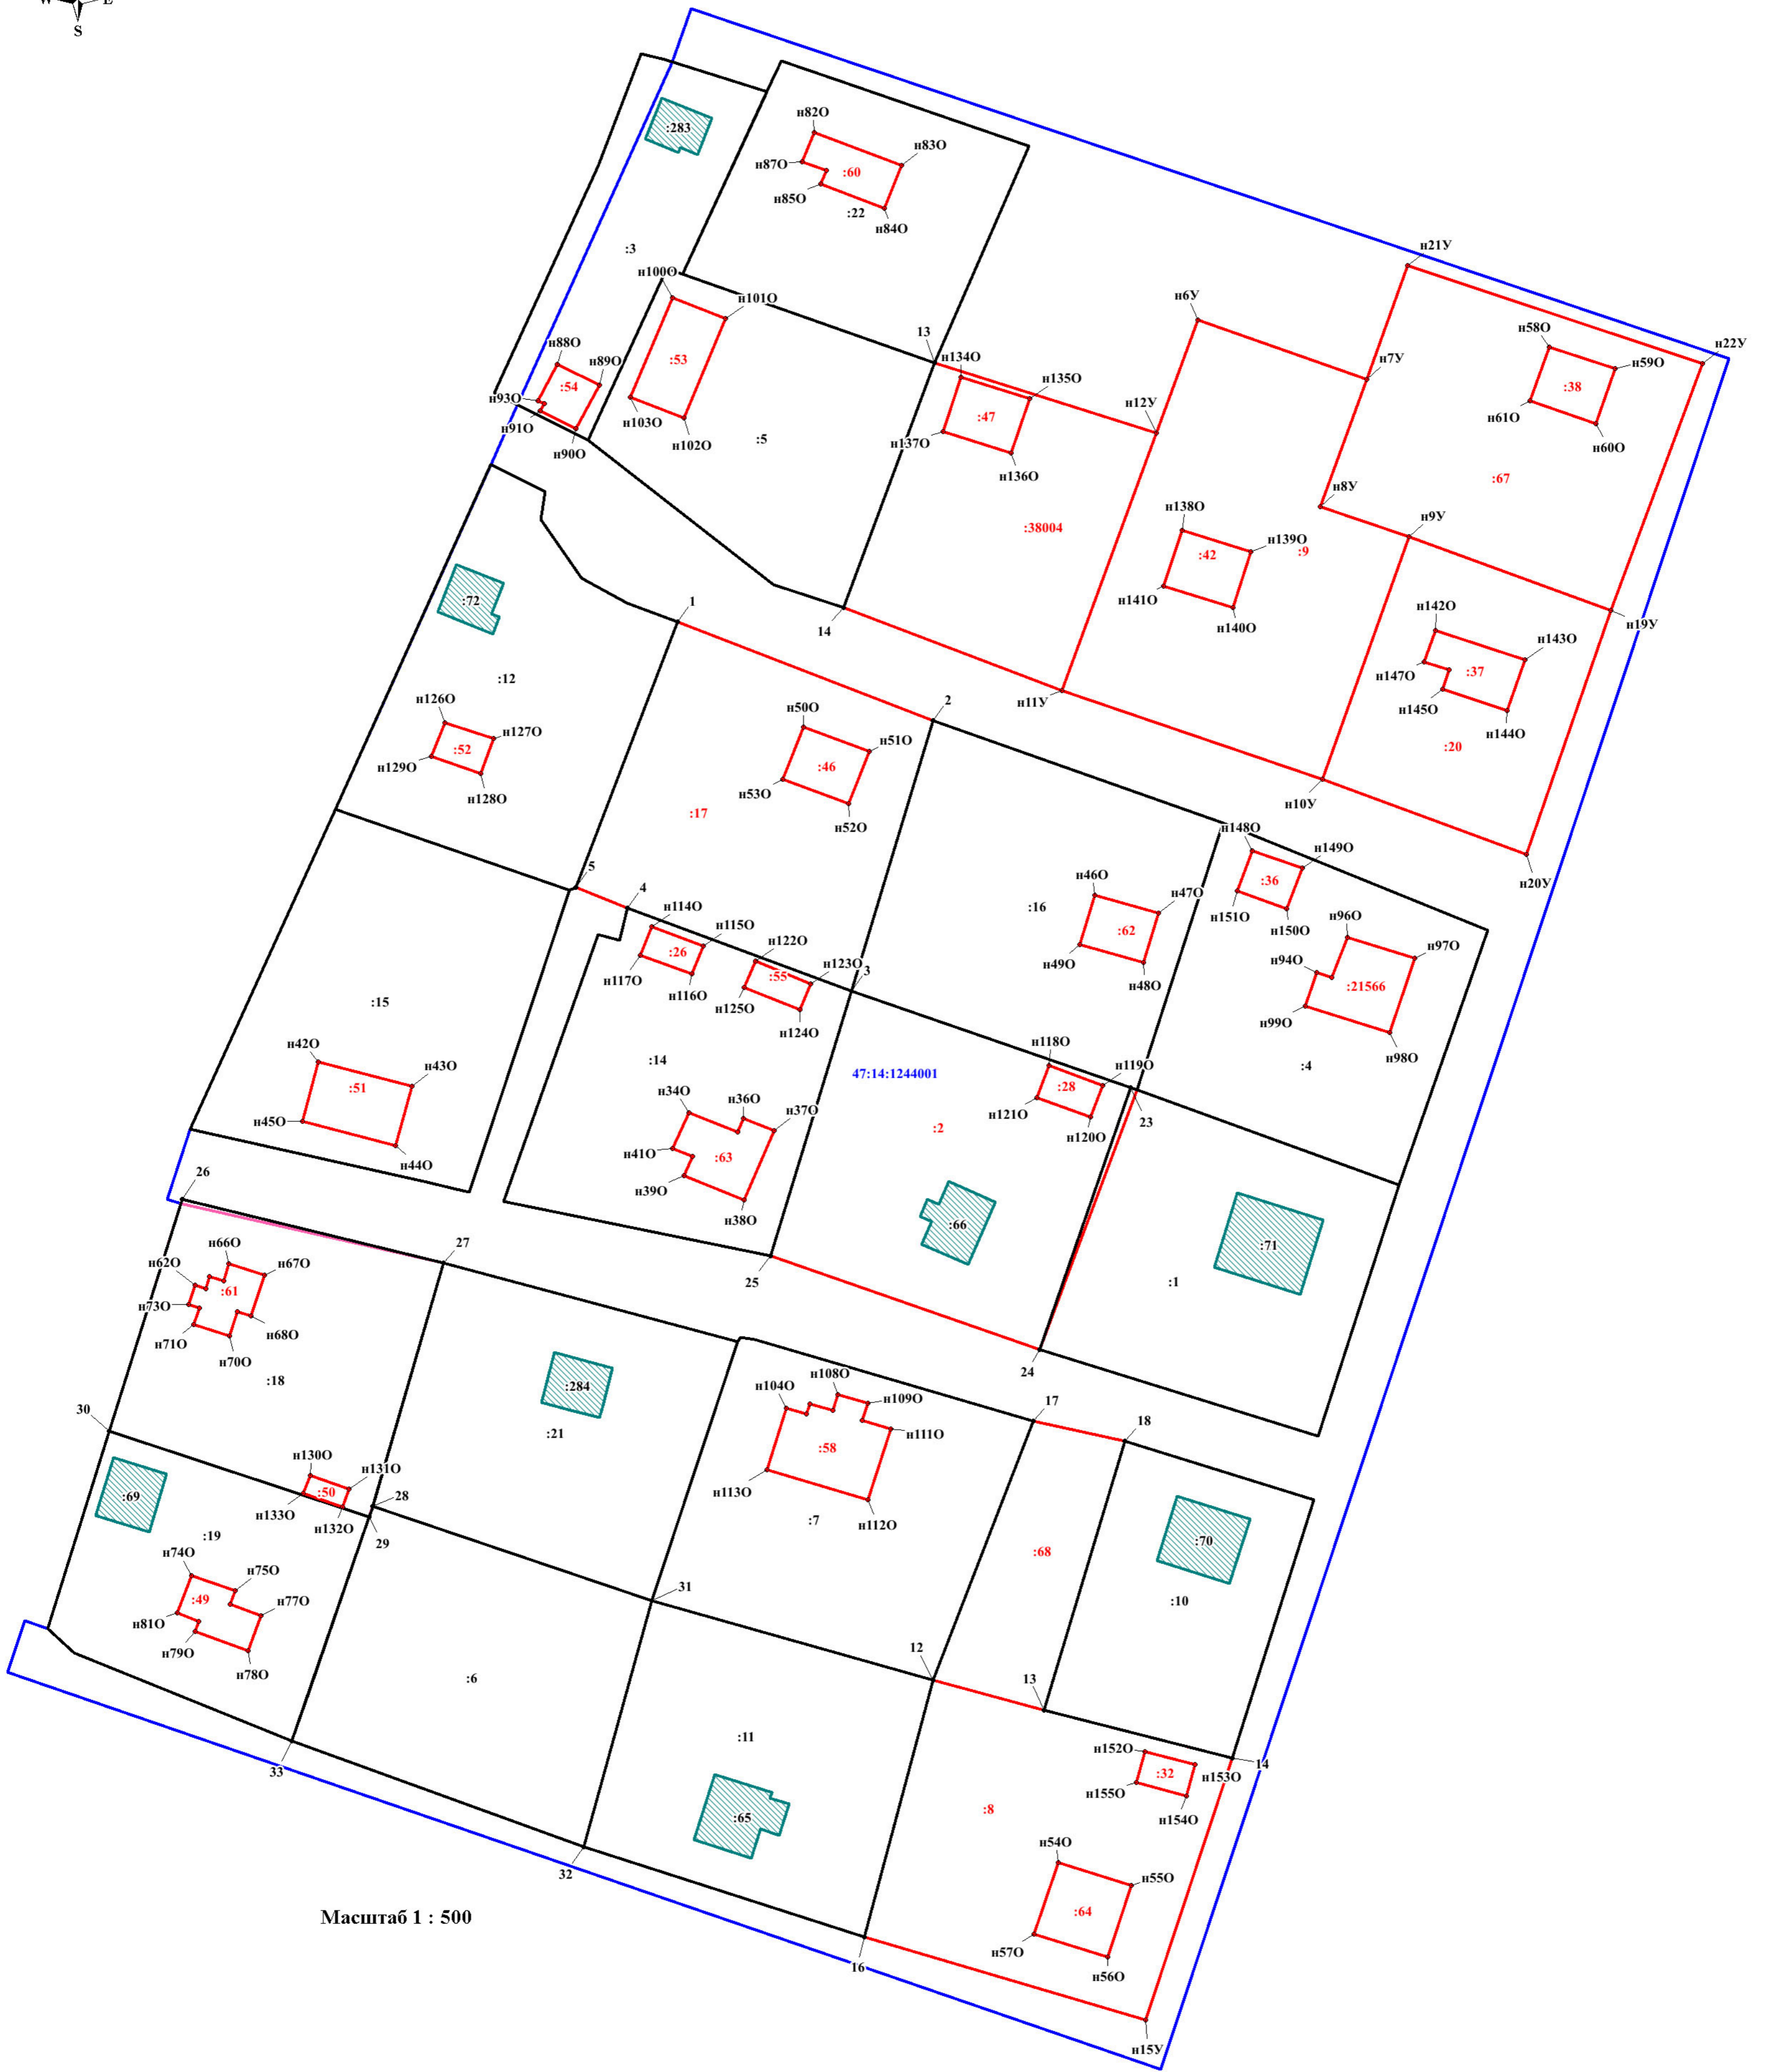 W
E
S
:283
н82О
н83О
н87О
:60
н85О
:22
н84О
:3
н100О
н101О
:53
н88О
н89О
:54
н93О
н91О
н90О
н103О
н102О
:5
13
н134О
н135О
:47
н137О
н136О
н6У
н12У
:38004
н21У
н22У
н7У
н58О
н59О
:38
н61О
н60О
:67
н8У
н9У
н138О
н139О
:42
:9
н141О
н140О
н19У
н142О
н143О
н147О
:37
н145О
н144О
:20
н20У
н10У
н11У
14
1
:72
:12
н126О
н127О
:52
н129О
н128О
2
н50О
н51О
:46
н53О
н52О
:17
5
4
н114О
н115О
:26
н117О
н116О
н122О
н123О
:55
н125О
н124О
3
н148О
н149О
:36
н151О
н150О
:16
н46О
н47О
:62
н49О
н48О
н96О
н97О
н94О
:21566
н99О
н98О
:4
:15
н42О
н43О
:51
н45О
н44О
:14
н34О
н36О
н37О
н41О
:63
н39О
н38О
47:14:1244001
н118О
н119О
:28
н121О
н120О
23
:2
:66
:71
:1
25
24
26
27
н66О
н67О
н62О
:61
н73О
н68О
н71О
н70О
:18
30
:284
:21
н108О
н104О
н109О
н111О
:58
н113О
н112О
:7
17
18
:68
:70
:10
н130О
н131О
:50
н133О
н132О
28
29
:69
:19
н74О
н75О
:49
н77О
н81О
н79О
н78О
31
12
13
14
:6
:11
:65
33
32
16
н152О
н153О
:32
н155О
н154О
:8
н54О
н55О
:64
н57О
н56О
н15У
Масштаб 1 : 500